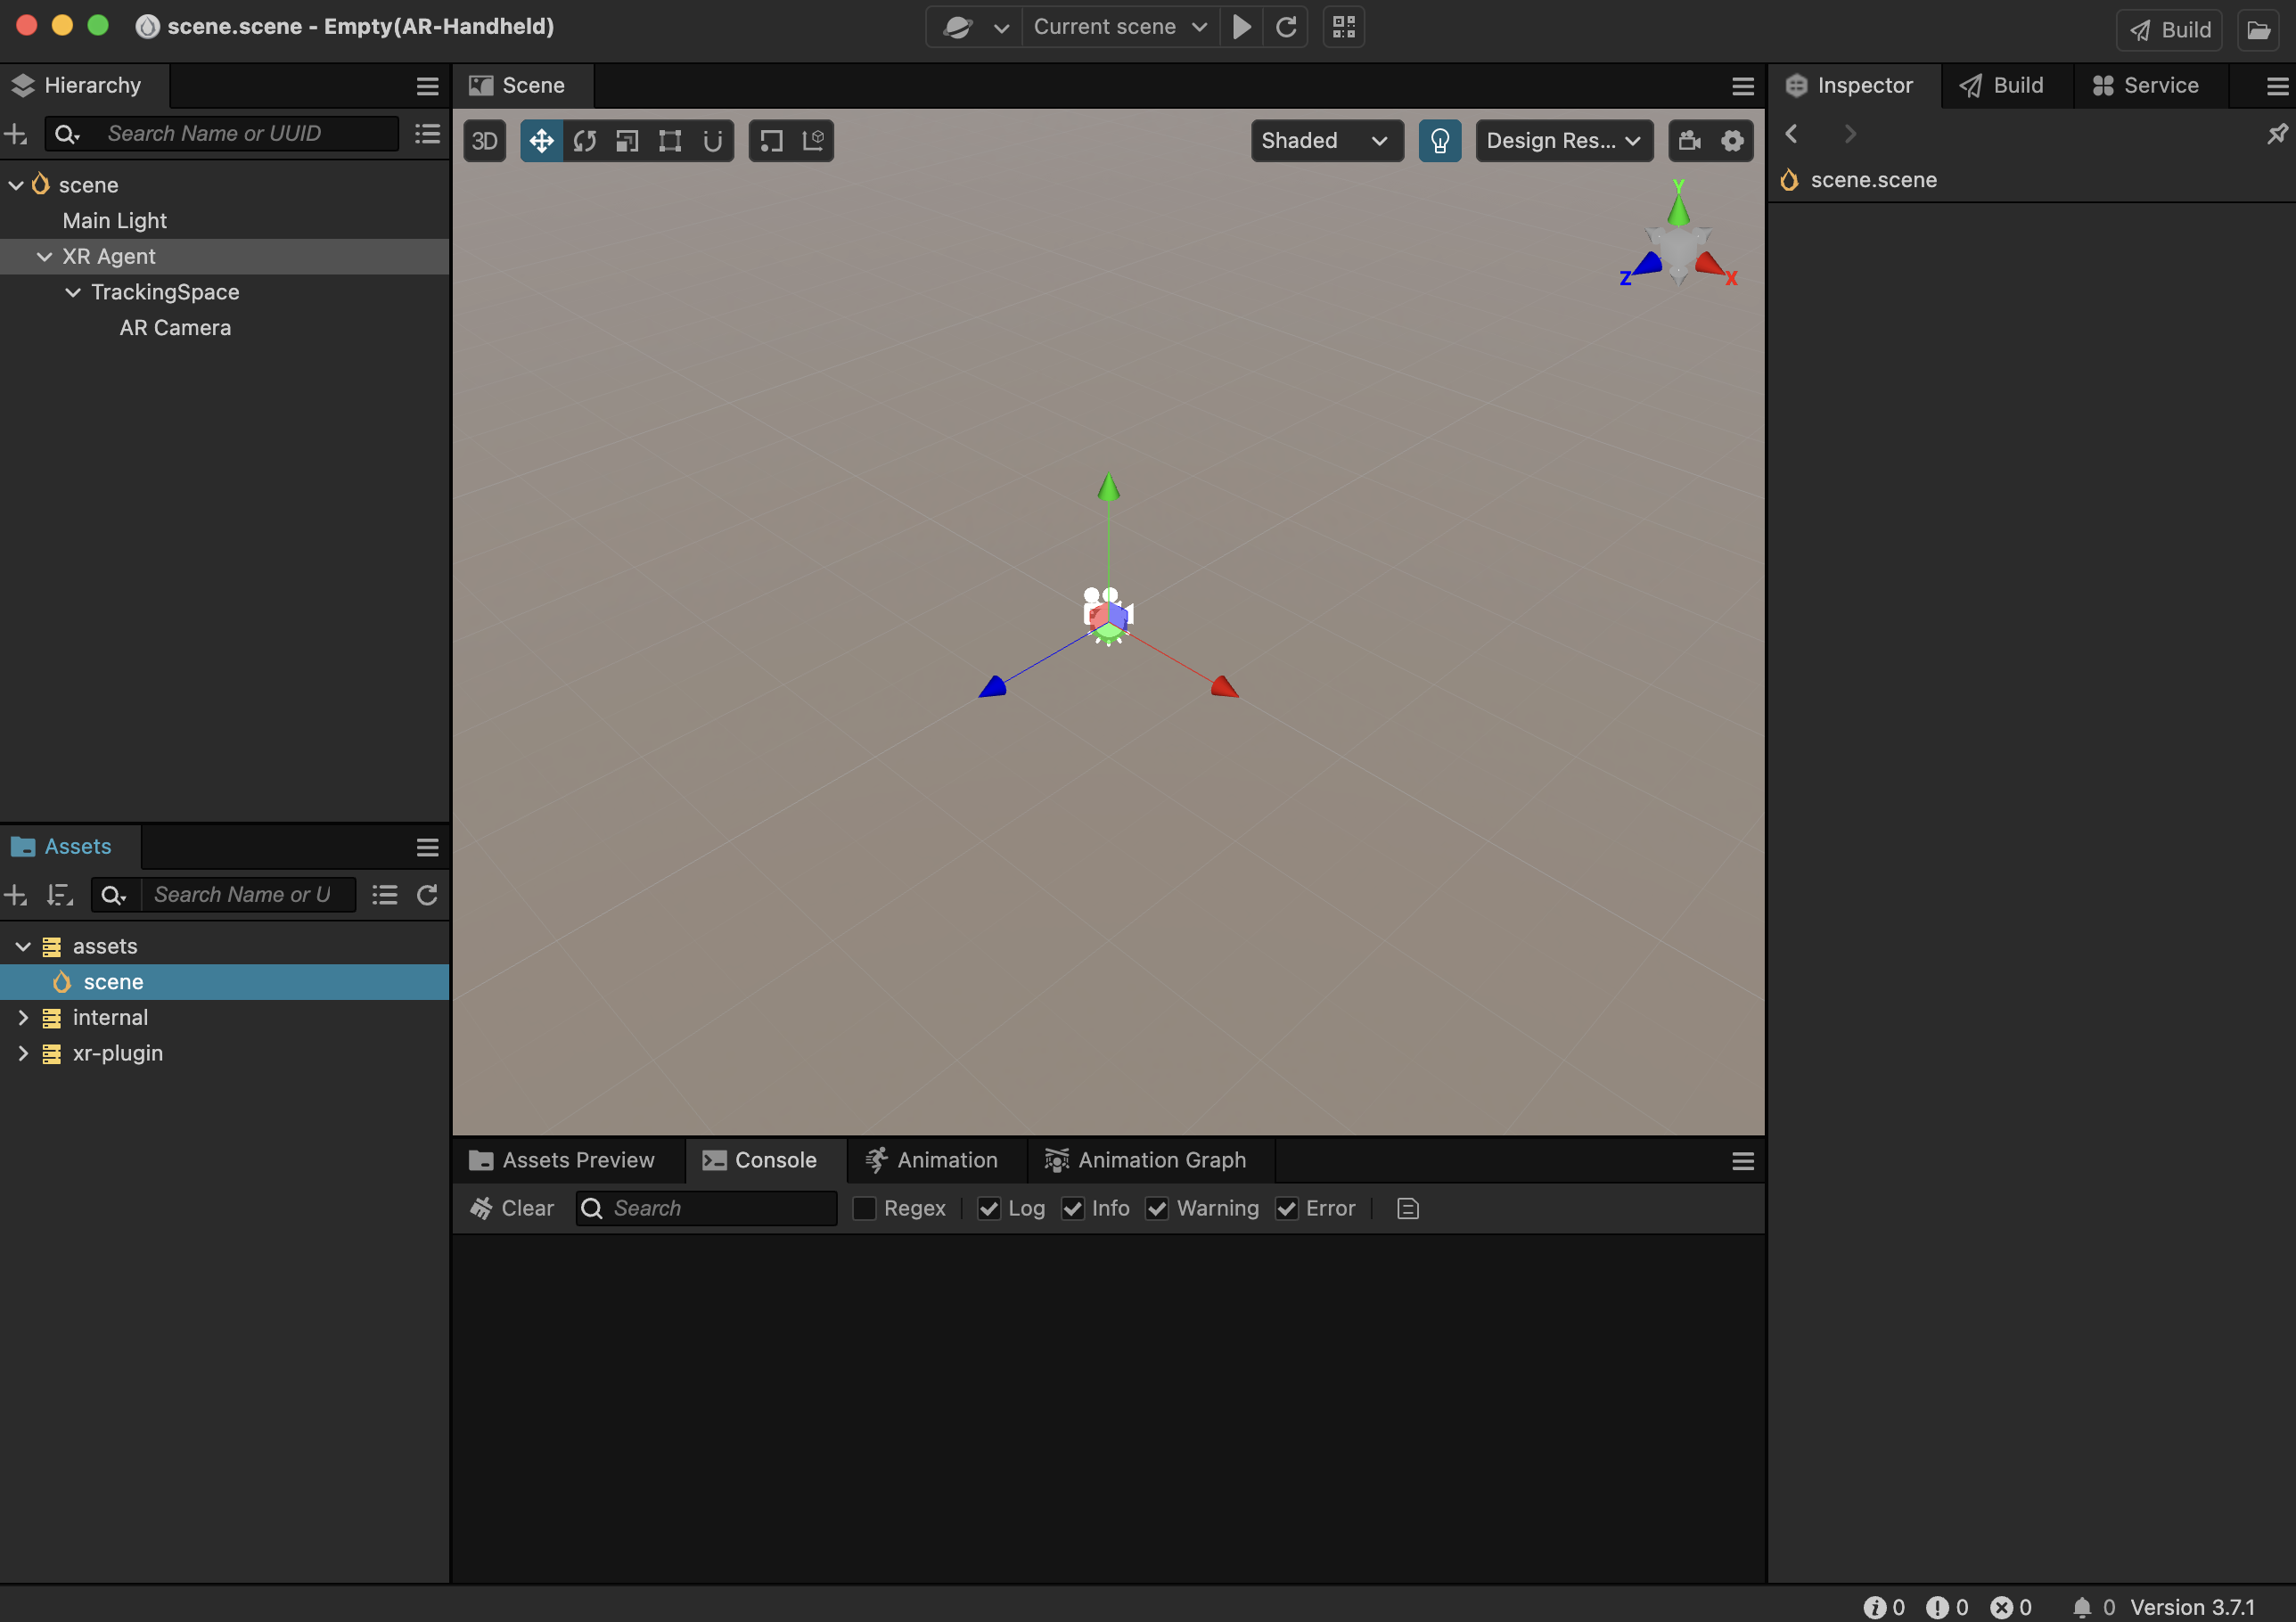 scene.scene - Empty(AR-Handheld)
Current scene
Build
Hierarchy
Search Name or UUID
scene
Main Light
XR Agent
TrackingSpace
AR Camera
Scene
3D
Shaded
Design Res...
Y
Z
X
Inspector
Build
Service
scene.scene
Assets
Search Name or U
assets
scene
internal
xr-plugin
Assets Preview
Console
Animation
Animation Graph
Clear
Search
Regex
Log
Info
Warning
Error
0
0
0
0
Version 3.7.1